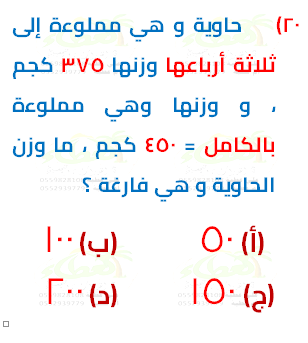 ٢٠) حاوية و هي مملوءة إلى
ثلاثة أرباعها وزنها ٣٧٥ كجم
، و وزنها وهي مملوءة
بالكامل = ٤٥٠ كجم ، ما وزن
الحاوية و هي فارغة ؟
(أ) ٥٠ (ب) ١٠٠
(ج) ١٥٠ (د) ٢٠٠